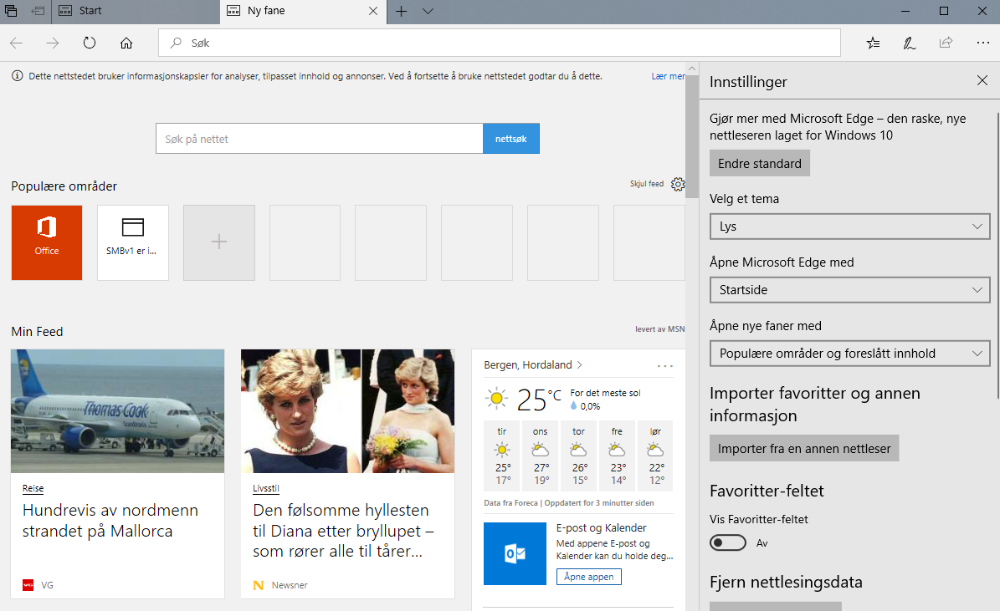 Start
Ny fane
Søk
Dette nettstedet bruker informasjonskapsler for analyser, tilpasset innhold og annonser. Ved å fortsette å bruke nettstedet godtar du å dette.
Lær mer
Søk på nettet
nettsøk
Populære områder
Skjul feed
Office
SMBv1 er i...
Min Feed
levert av MSN
Thomas Cook
Reise
Hundrevis av nordmenn
strandet på Mallorca
VG
Livsstil
Den følsomme hyllesten
til Diana etter bryllupet –
som rører alle til tårer...
Newsner
Bergen, Hordaland
25°C
For det meste sol
0,0%
tir ons tor fre lør
25° 27° 26° 23° 22°
17° 19° 15° 14° 12°
Data fra Foreca | Oppdatert for 3 minutter siden
E-post og Kalender
Med appene E-post og
Kalender kan du holde deg...
Åpne appen
Innstillinger
Gjør mer med Microsoft Edge – den raske, nye
nettleseren laget for Windows 10
Endre standard
Velg et tema
Lys
Åpne Microsoft Edge med
Startside
Åpne nye faner med
Populære områder og foreslått innhold
Importer favoritter og annen
informasjon
Importer fra en annen nettleser
Favoritter-feltet
Vis Favoritter-feltet
Av
Fjern nettlesingsdata